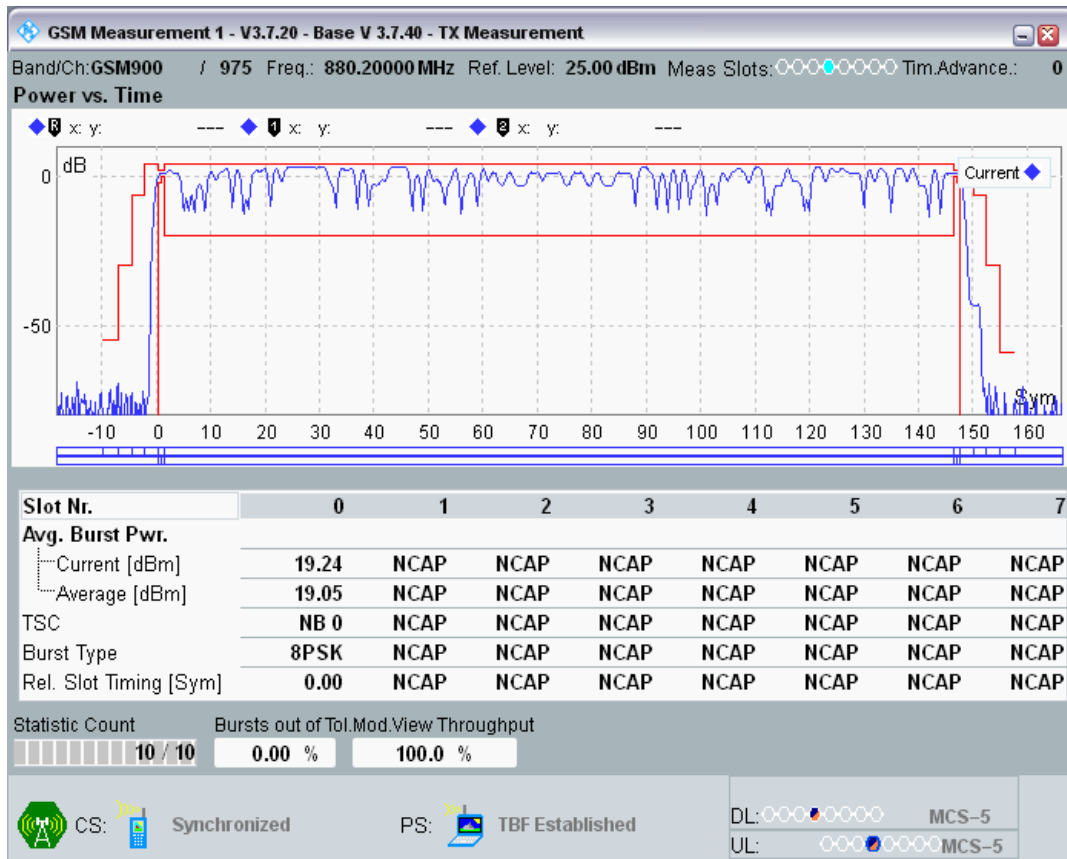 GSM Measurement 1 - V3.7.20 - Base V 3.7.40 - TX Measurement
Band/Ch:GSM900 / 975 Freq.: 880.20000 MHz Ref. Level: 25.00 dBm Meas Slots: Tim.Advance.: 0
Power vs. Time
R x: y: --- 1 x: y: --- 2 x: y: ---
dB
0
Current
-50
Sym
-10 0 10 20 30 40 50 60 70 80 90 100 110 120 130 140 150 160
Slot Nr. 0 1 2 3 4 5 6 7
Avg. Burst Pwr.
Current [dBm] 19.24 NCAP NCAP NCAP NCAP NCAP NCAP NCAP
Average [dBm] 19.05 NCAP NCAP NCAP NCAP NCAP NCAP NCAP
TSC NB 0 NCAP NCAP NCAP NCAP NCAP NCAP NCAP
Burst Type 8PSK NCAP NCAP NCAP NCAP NCAP NCAP NCAP
Rel. Slot Timing [Sym] 0.00 NCAP NCAP NCAP NCAP NCAP NCAP NCAP
Statistic Count Bursts out of Tol.Mod.View Throughput
10 / 10 0.00 % 100.0 %
CS: Synchronized PS: TBF Established
DL: MCS-5
UL: MCS-5